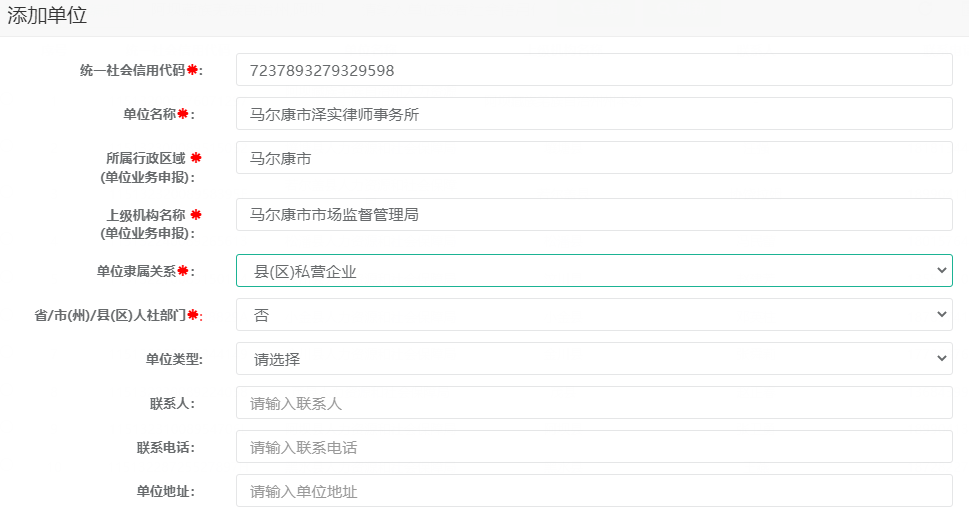 添加单位
统一社会信用代码*: 7237893279329598
单位名称*: 马尔康市泽实律师事务所
所属行政区域 * 马尔康市
(单位业务申报):
上级机构名称 * 马尔康市市场监督管理局
(单位业务申报):
单位隶属关系*: 县(区)私营企业
省/市(州)/县(区)人社部门*: 否
单位类型: 请选择
联系人: 请输入联系人
联系电话: 请输入联系电话
单位地址: 请输入单位地址